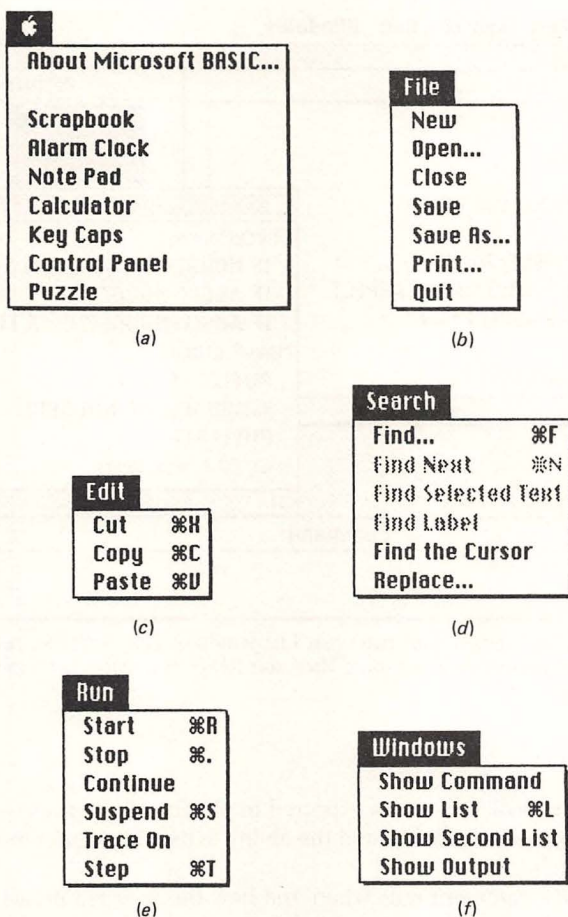 About Microsoft BASIC...
Scrapbook
Alarm Clock
Note Pad
Calculator
Key Caps
Control Panel
Puzzle
(a)
File
New
Open...
Close
Save
Save As...
Print...
Quit
(b)
Edit
Cut ⌘X
Copy ⌘C
Paste ⌘V
(c)
Search
Find... ⌘F
Find Next ⌘N
Find Selected Text
Find Label
Find the Cursor
Replace...
(d)
Run
Start ⌘R
Stop ⌘.
Continue
Suspend ⌘S
Trace On
Step ⌘T
(e)
Windows
Show Command
Show List ⌘L
Show Second List
Show Output
(f)